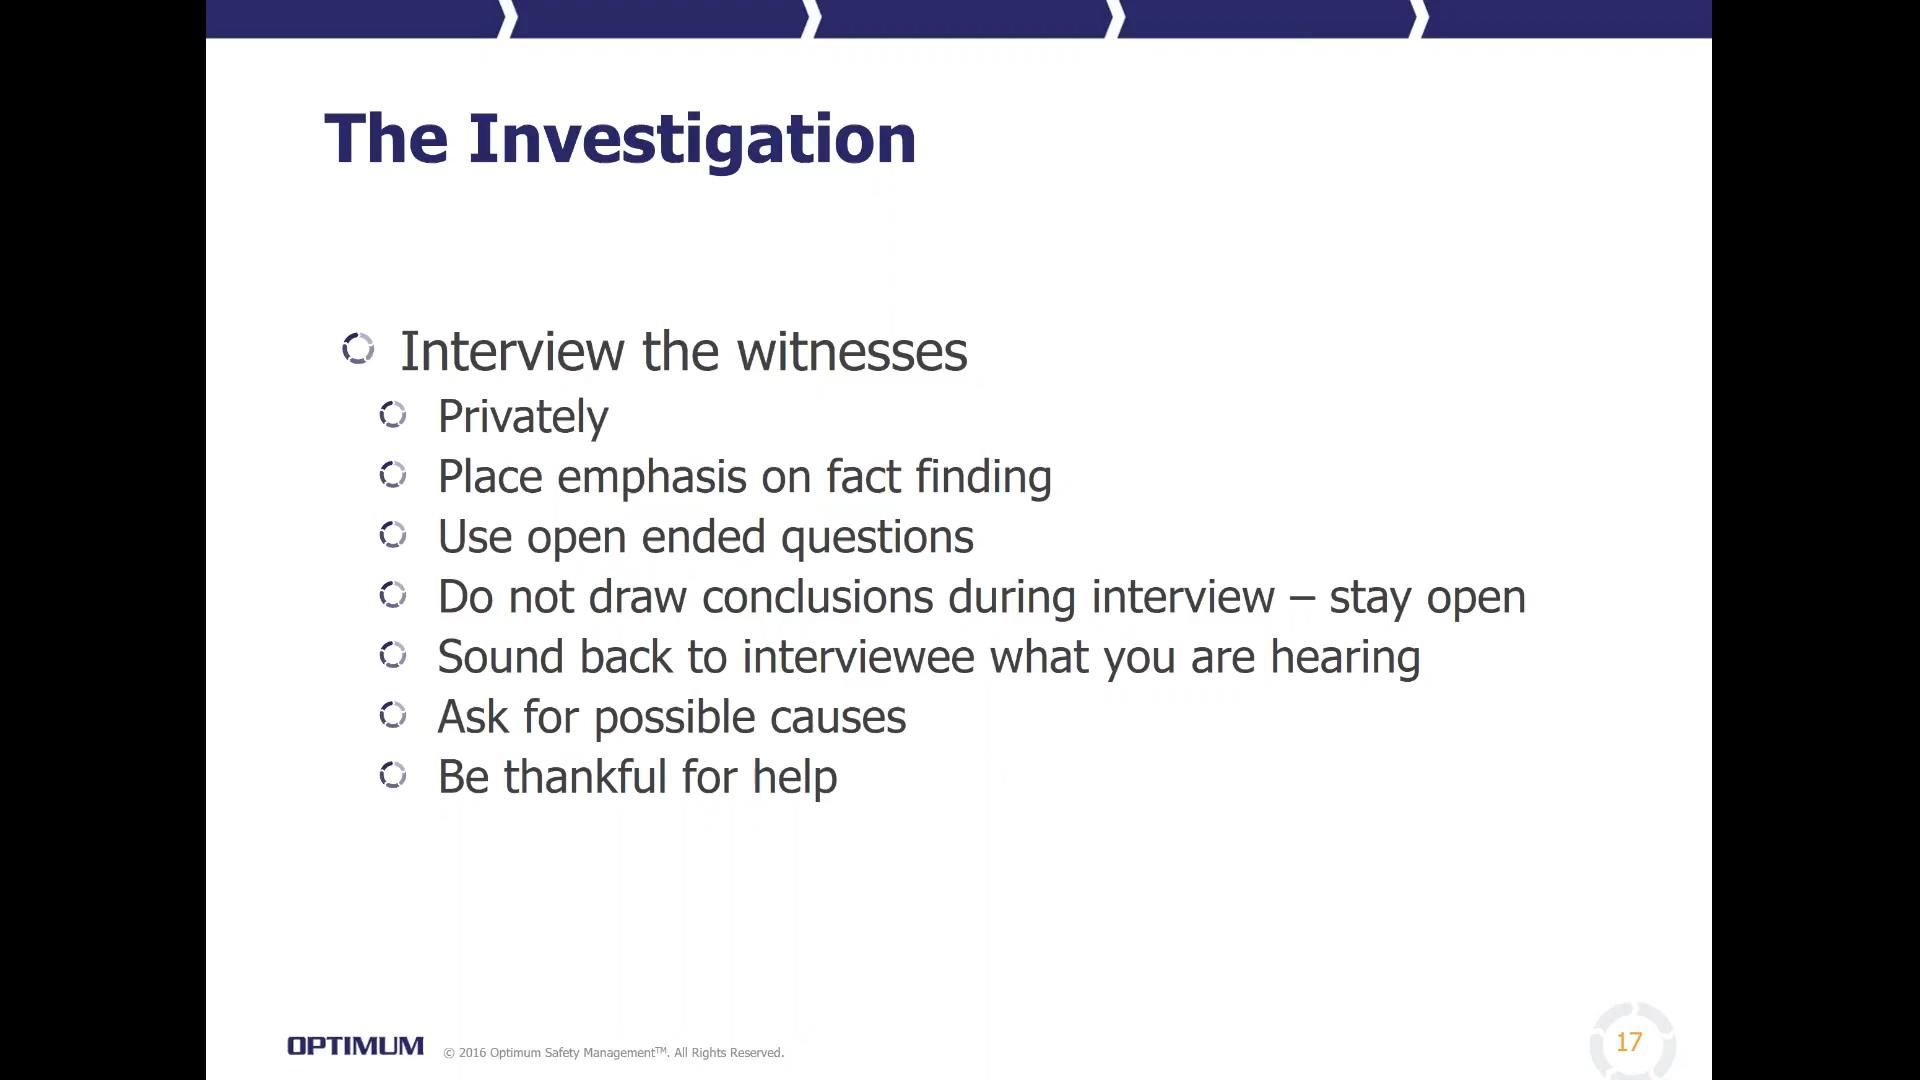 The Investigation
Interview the witnesses
Privately
Place emphasis on fact finding
Use open ended questions
Do not draw conclusions during interview – stay open
Sound back to interviewee what you are hearing
Ask for possible causes
Be thankful for help
OPTIMUM © 2016 Optimum Safety Management™. All Rights Reserved.
17